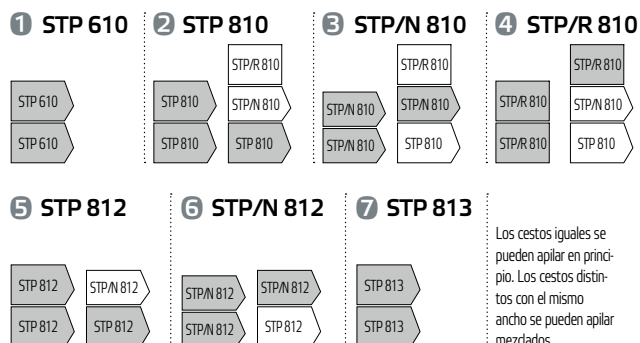 1 STP 610
2 STP 810
3 STP/N 810
4 STP/R 810
STP/R 810
STP/R 810
STP/R 810
STP 610
STP 810
STP/N 810
STP/N 810
STP/N 810
STP/R 810
STP/N 810
STP 610
STP 810
STP 810
STP/N 810
STP 810
STP/R 810
STP 810
5 STP 812
6 STP/N 812
7 STP 813
STP 812
STP/N 812
STP/N 812
STP/N 812
STP 813
STP 812
STP 812
STP/N 812
STP 812
STP 813
Los cestos iguales se
pueden apilar en princi-
pio. Los cestos distin-
tos con el mismo
ancho se pueden apilar
mezclados